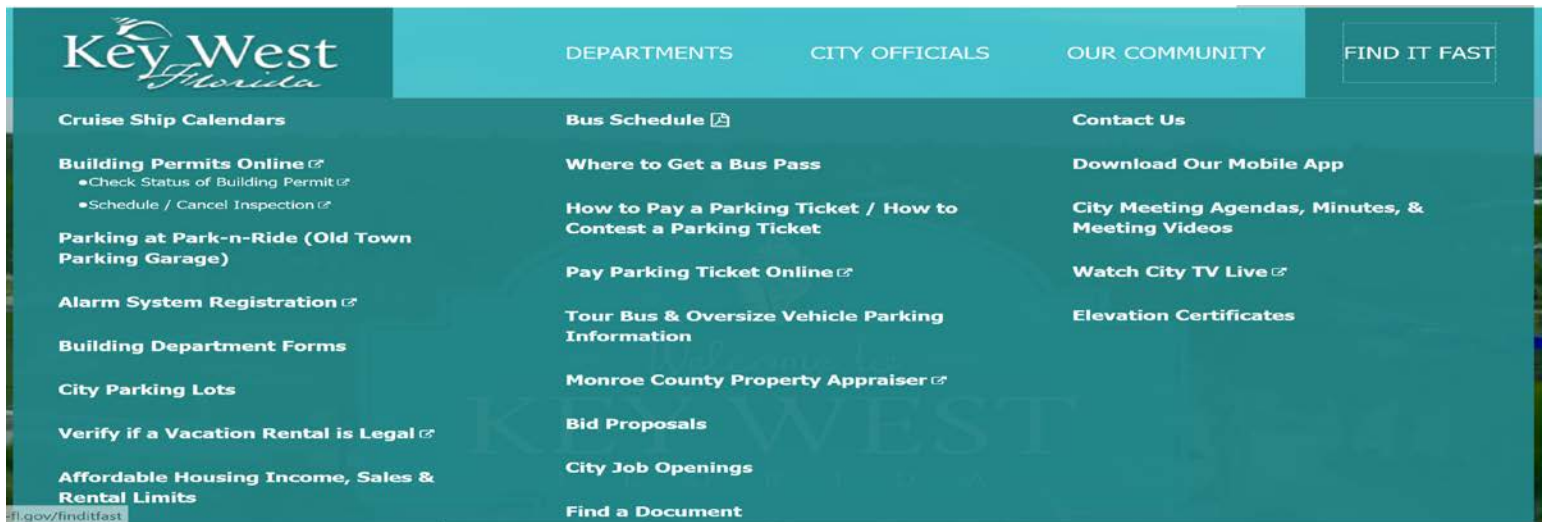 Key West
Florida
DEPARTMENTS
CITY OFFICIALS
OUR COMMUNITY
FIND IT FAST
Cruise Ship Calendars
Building Permits Online
•Check Status of Building Permit
•Schedule / Cancel Inspection
Parking at Park-n-Ride (Old Town
Parking Garage)
Alarm System Registration
Building Department Forms
City Parking Lots
Verify if a Vacation Rental is Legal
Affordable Housing Income, Sales &
Rental Limits
Bus Schedule
Where to Get a Bus Pass
How to Pay a Parking Ticket / How to
Contest a Parking Ticket
Pay Parking Ticket Online
Tour Bus & Oversize Vehicle Parking
Information
Monroe County Property Appraiser
Bid Proposals
City Job Openings
Find a Document
Contact Us
Download Our Mobile App
City Meeting Agendas, Minutes, &
Meeting Videos
Watch City TV Live
Elevation Certificates
Welcome to
KEY WEST
FLORIDA
-fl.gov/finditfast